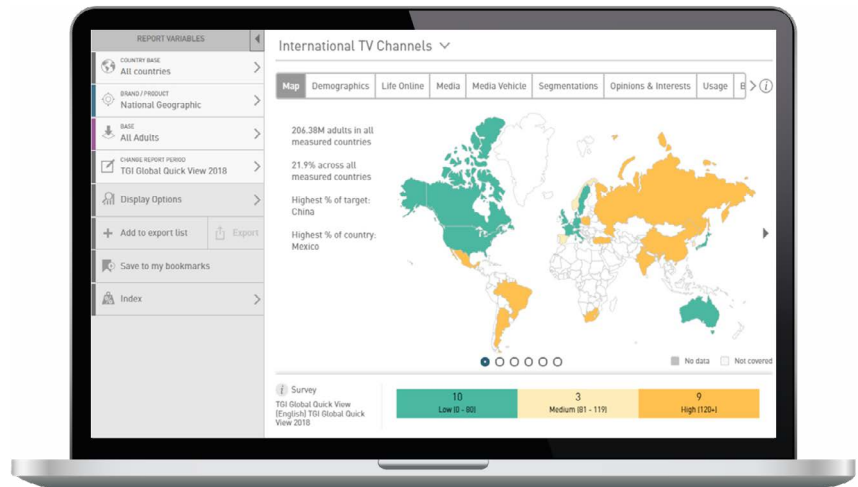 REPORT VARIABLES
COUNTRY BASE
All countries
BRAND / PRODUCT
National Geographic
BASE
All Adults
CHANGE REPORT PERIOD
TGI Global Quick View 2018
Display Options
Add to export list
Export
Save to my bookmarks
Index
International TV Channels
Map Demographics Life Online Media Media Vehicle Segmentations Opinions & Interests Usage
206.38M adults in all
measured countries
21.9% across all
measured countries
Highest % of target:
China
Highest % of country:
Mexico
No data Not covered
i Survey
TGI Global Quick View
(English) TGI Global Quick
View 2018
10
Low (0 - 80)
3
Medium (81 - 119)
9
High (120+)